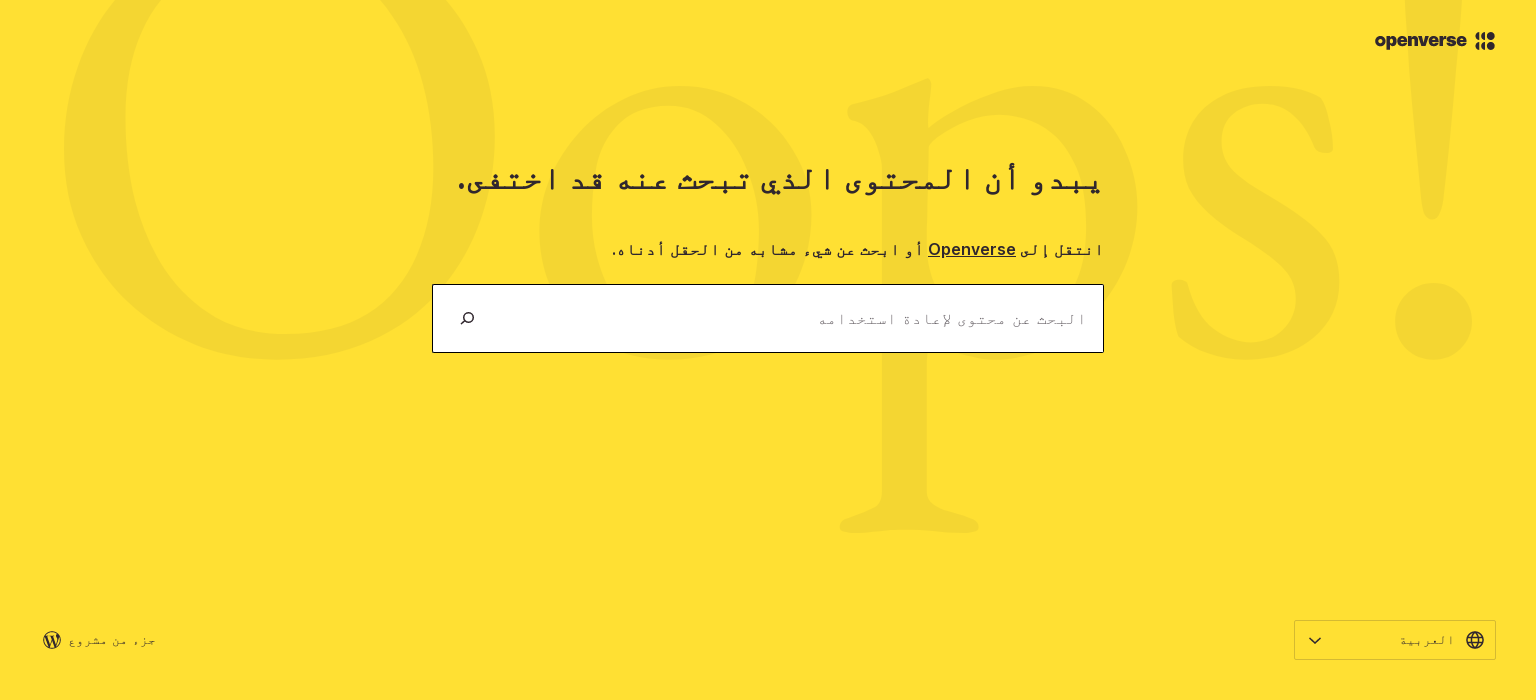 openverse
Oops!
يبدو أن المحتوى الذي تبحث عنه قد اختفى.
انتقل إلى Openverse أو ابحث عن شيء مشابه من الحقل أدناه.
البحث عن محتوى لإعادة استخدامه
العربية
جزء من مشروع